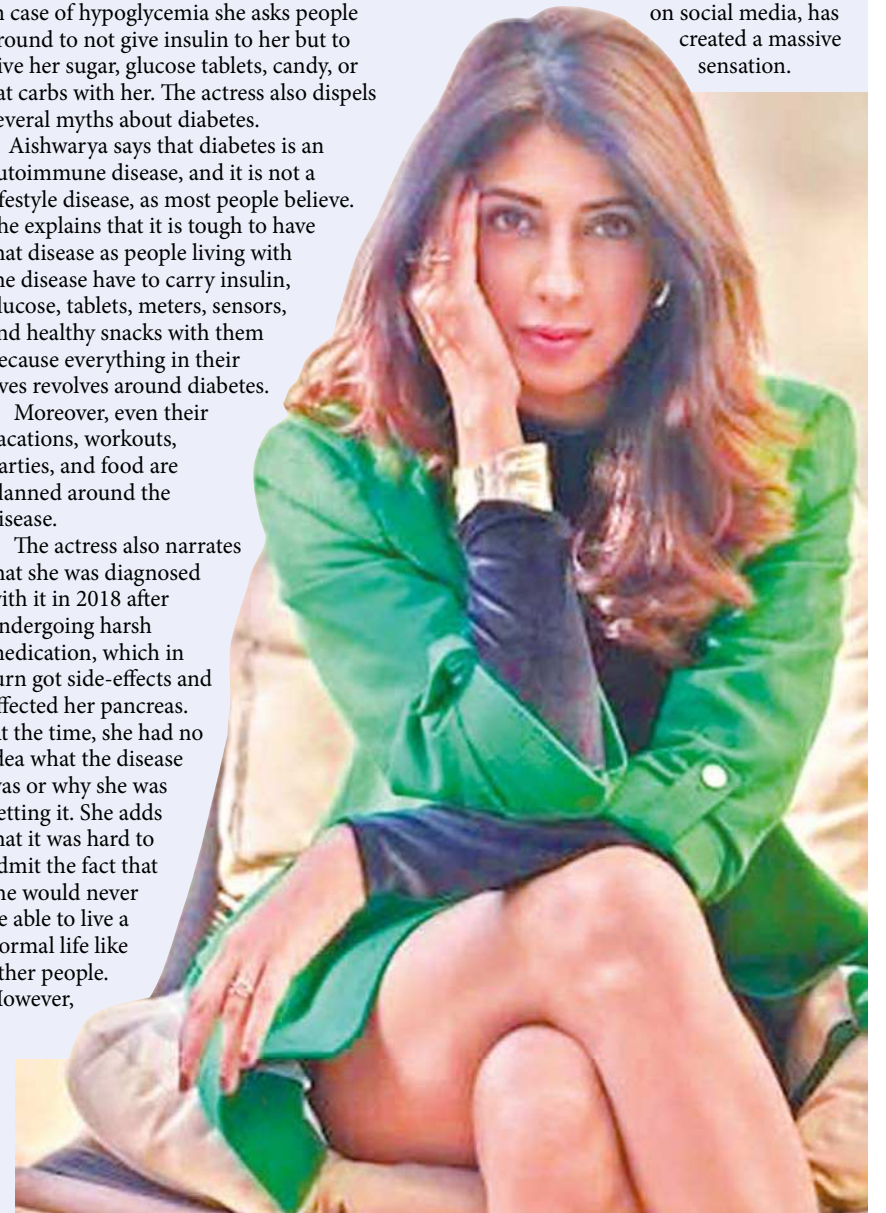 n case of hypoglycemia she asks people
round to not give insulin to her but to
ive her sugar, glucose tablets, candy, or
at carbs with her. The actress also dispels
everal myths about diabetes.
Aishwarya says that diabetes is an
utoimmune disease, and it is not a
festyle disease, as most people believe.
he explains that it is tough to have
hat disease as people living with
he disease have to carry insulin,
lucose, tablets, meters, sensors,
nd healthy snacks with them
ecause everything in their
ves revolves around diabetes.
Moreover, even their
acations, workouts,
arties, and food are
lanned around the
isease.
The actress also narrates
hat she was diagnosed
ith it in 2018 after
ndergoing harsh
medication, which in
urn got side-effects and
ffected her pancreas.
t the time, she had no
dea what the disease
as or why she was
etting it. She adds
hat it was hard to
dmit the fact that
he would never
e able to live a
ormal life like
ther people.
However,
on social media, has
created a massive
sensation.